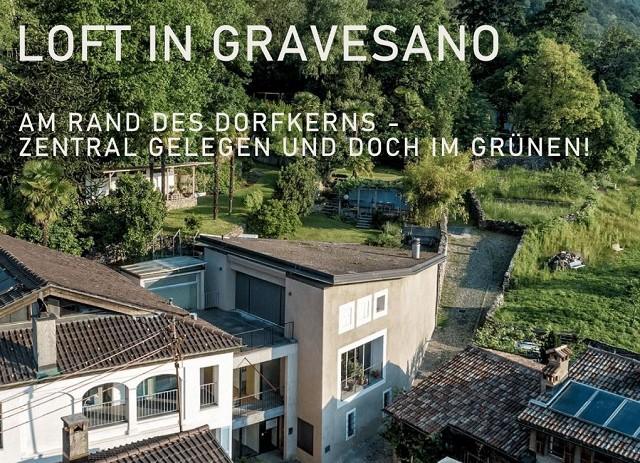 LOFT IN GRAVESANO
AM RAND DES DORFKERNS -
ZENTRAL GELEGEN UND DOCH IM GRÜNEN!